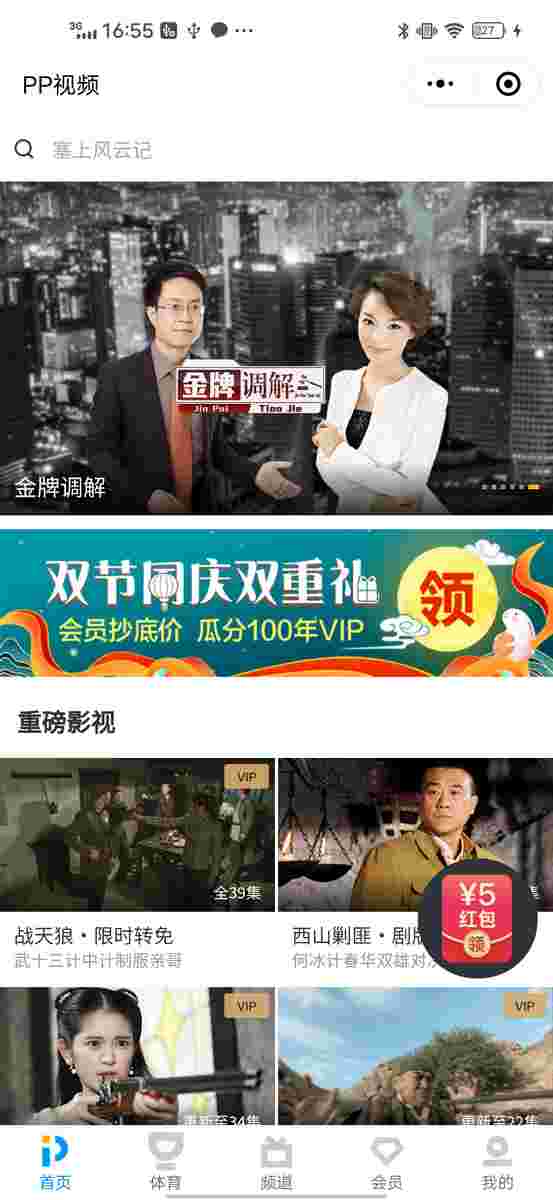 3G 16:55 27
PP视频
塞上风云记
金牌调解
Jin Pai Tiao Jie
金牌调解
双节同庆双重礼
领
会员抄底价 瓜分100年VIP
重磅影视
VIP
全39集
集
战天狼·限时转免
西山剿匪·剧版
武十三计中计制服亲哥
何冰计春华双雄对决
¥5
红包
领
VIP
VIP
更新至34集
更新至22集
首页
体育
频道
会员
我的